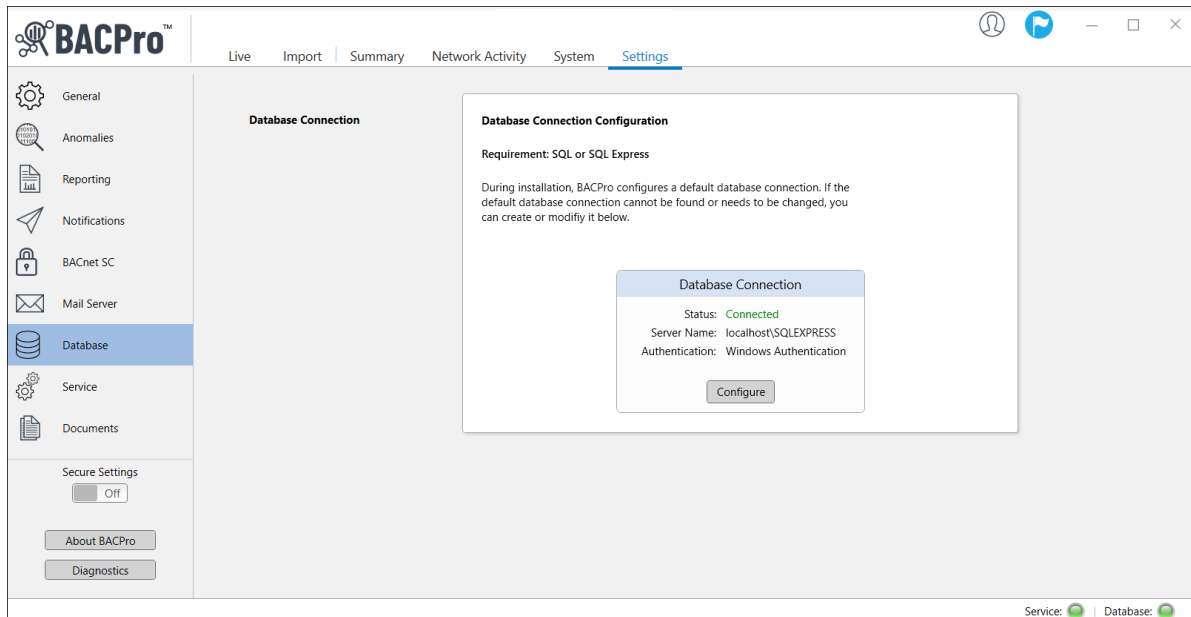 BACPro™
Live Import Summary Network Activity System Settings
General
Anomalies
Reporting
Notifications
BACnet SC
Mail Server
Database
Service
Documents
Secure Settings
Off
About BACPro
Diagnostics
Database Connection
Database Connection Configuration
Requirement: SQL or SQL Express
During installation, BACPro configures a default database connection. If the
default database connection cannot be found or needs to be changed, you
can create or modifiy it below.
Database Connection
Status: Connected
Server Name: localhost\SQLEXPRESS
Authentication: Windows Authentication
Configure
Service: | Database: